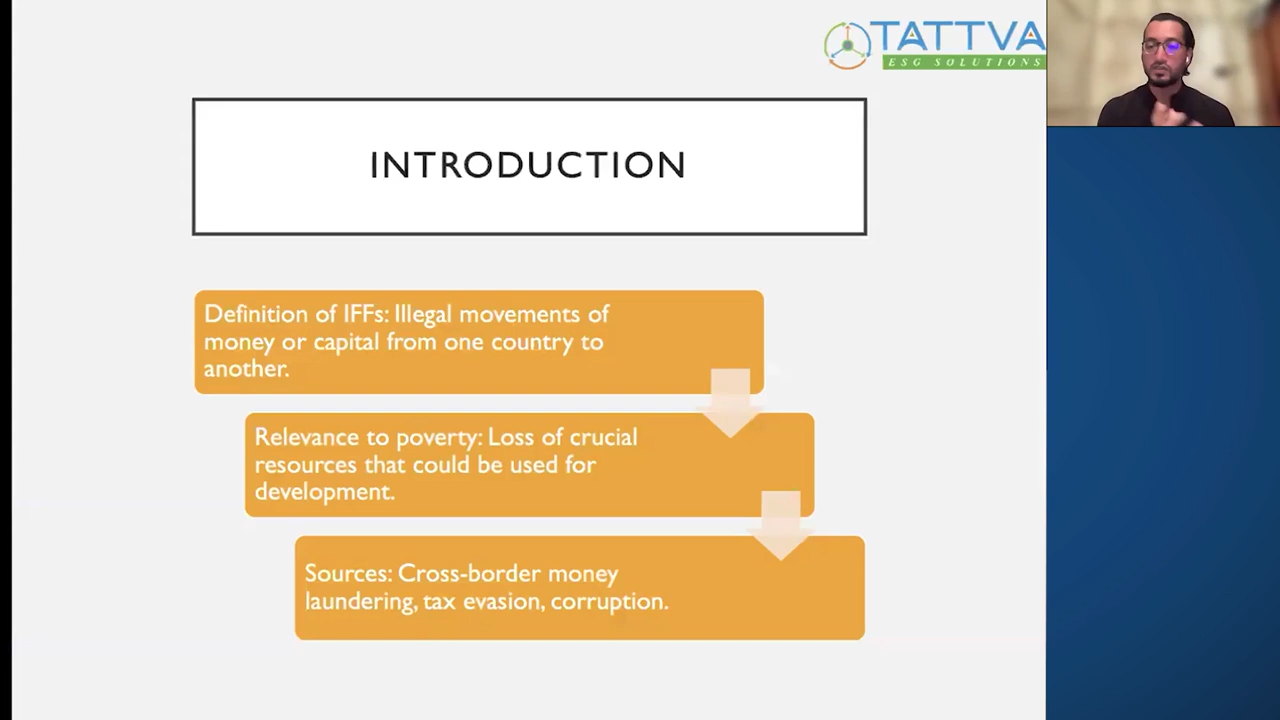 TATTVA
ESG SOLUTIONS
INTRODUCTION
Definition of IFFs: Illegal movements of
money or capital from one country to
another.
Relevance to poverty: Loss of crucial
resources that could be used for
development.
Sources: Cross-border money
laundering, tax evasion, corruption.